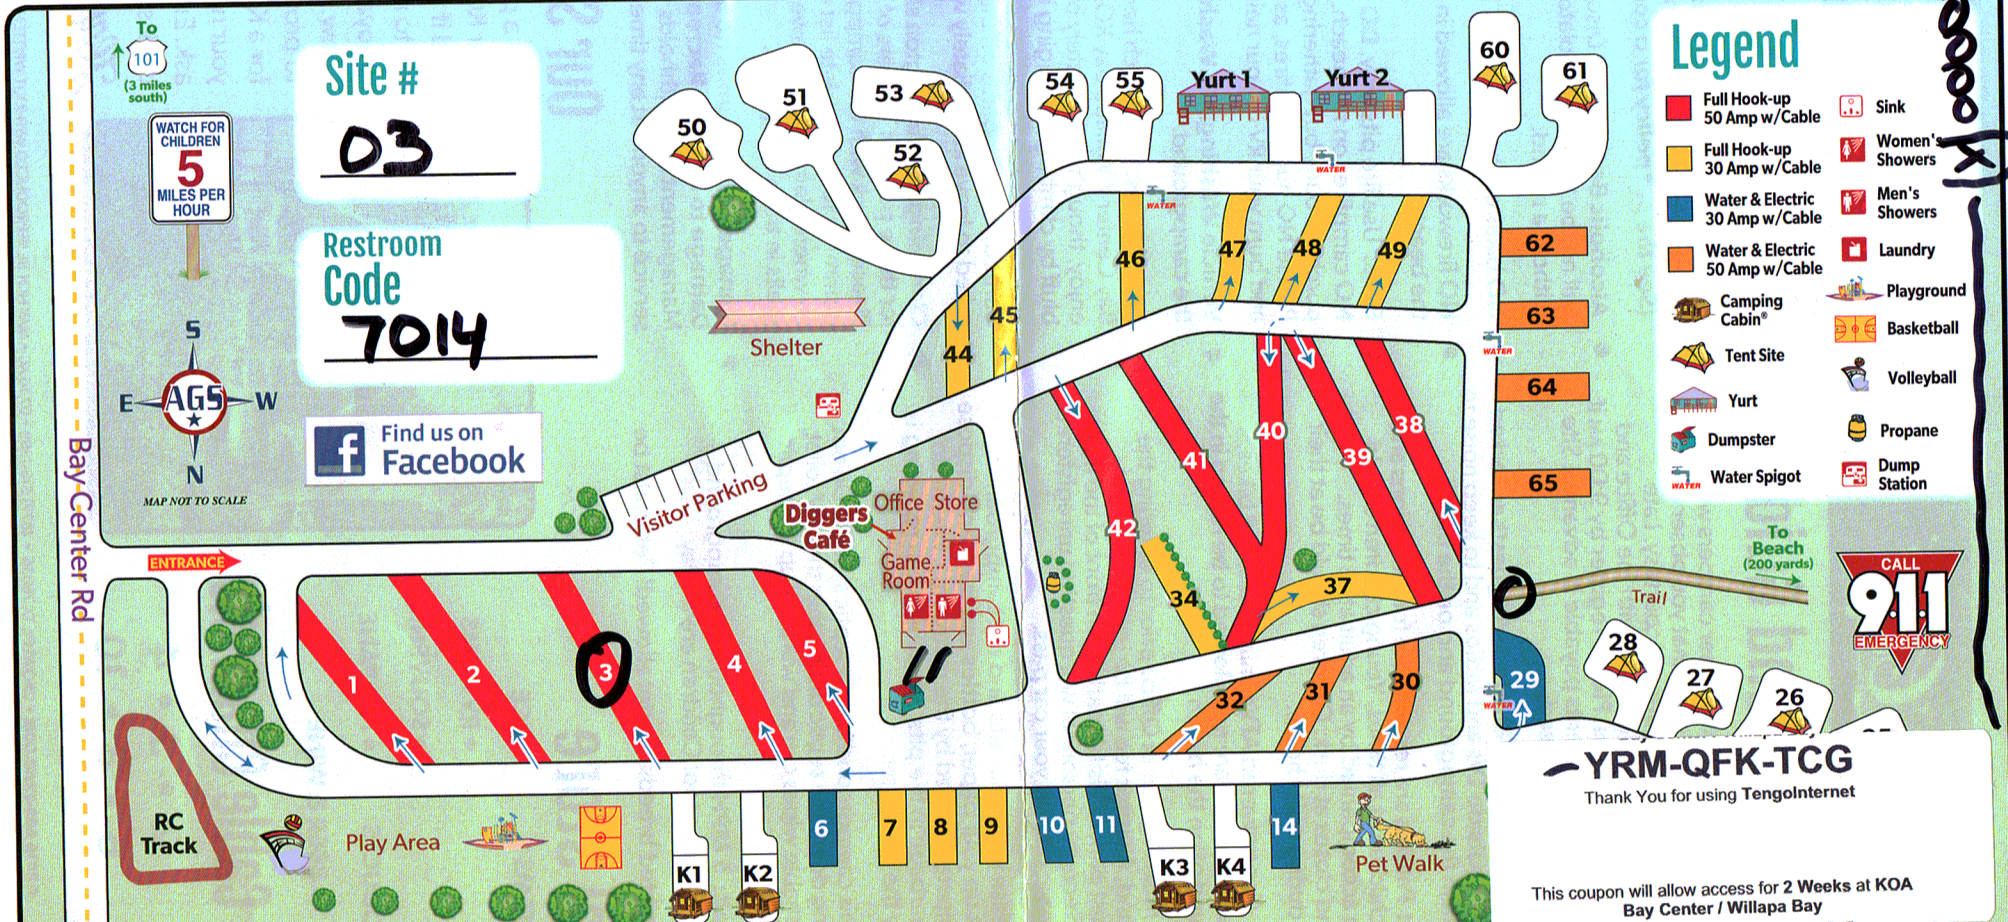 To
101
(3 miles
south)
WATCH FOR
CHILDREN
5
MILES PER
HOUR
Site #
03
Restroom
Code
7014
S
E AGS W
N
MAP NOT TO SCALE
f
Find us on
Facebook
Bay Center Rd
ENTRANCE
50
51
53
52
54
55
Yurt 1
Yurt 2
60
61
WATER
WATER
Shelter
44
45
46
47
48
49
62
63
WATER
64
65
Visitor Parking
Diggers
Café
Office Store
Game
Room
42
41
40
39
38
34
37
32
31
30
1
2
3
4
5
29
WATER
28
27
26
To
Beach
(200 yards)
Trail
CALL
911
EMERGENCY
RC
Track
Play Area
K1
K2
6
7
8
9
10
11
K3
K4
14
Pet Walk
Legend
Full Hook-up
50 Amp w/Cable
Full Hook-up
30 Amp w/Cable
Water & Electric
30 Amp w/Cable
Water & Electric
50 Amp w/Cable
Camping
Cabin®
Tent Site
Yurt
Dumpster
Water Spigot
WATER
Sink
Women's
Showers
Men's
Showers
Laundry
Playground
Basketball
Volleyball
Propane
Dump
Station
YRM-QFK-TCG
Thank You for using TengoInternet
This coupon will allow access for 2 Weeks at KOA
Bay Center / Willapa Bay